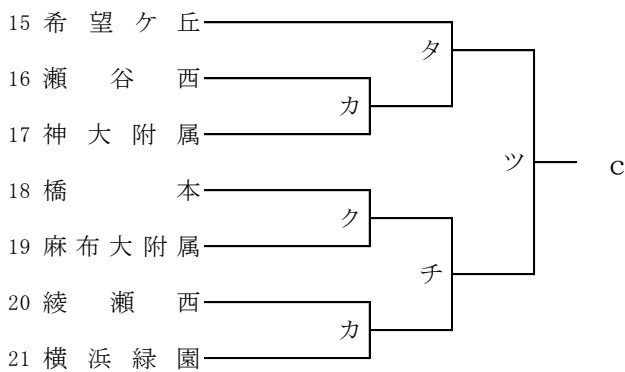 15 希望ケ丘
タ
16 瀬谷西
カ
17 神大附属
ツ c
18 橋本
ク
19 麻布大附属
チ
20 綾瀬西
カ
21 横浜緑園